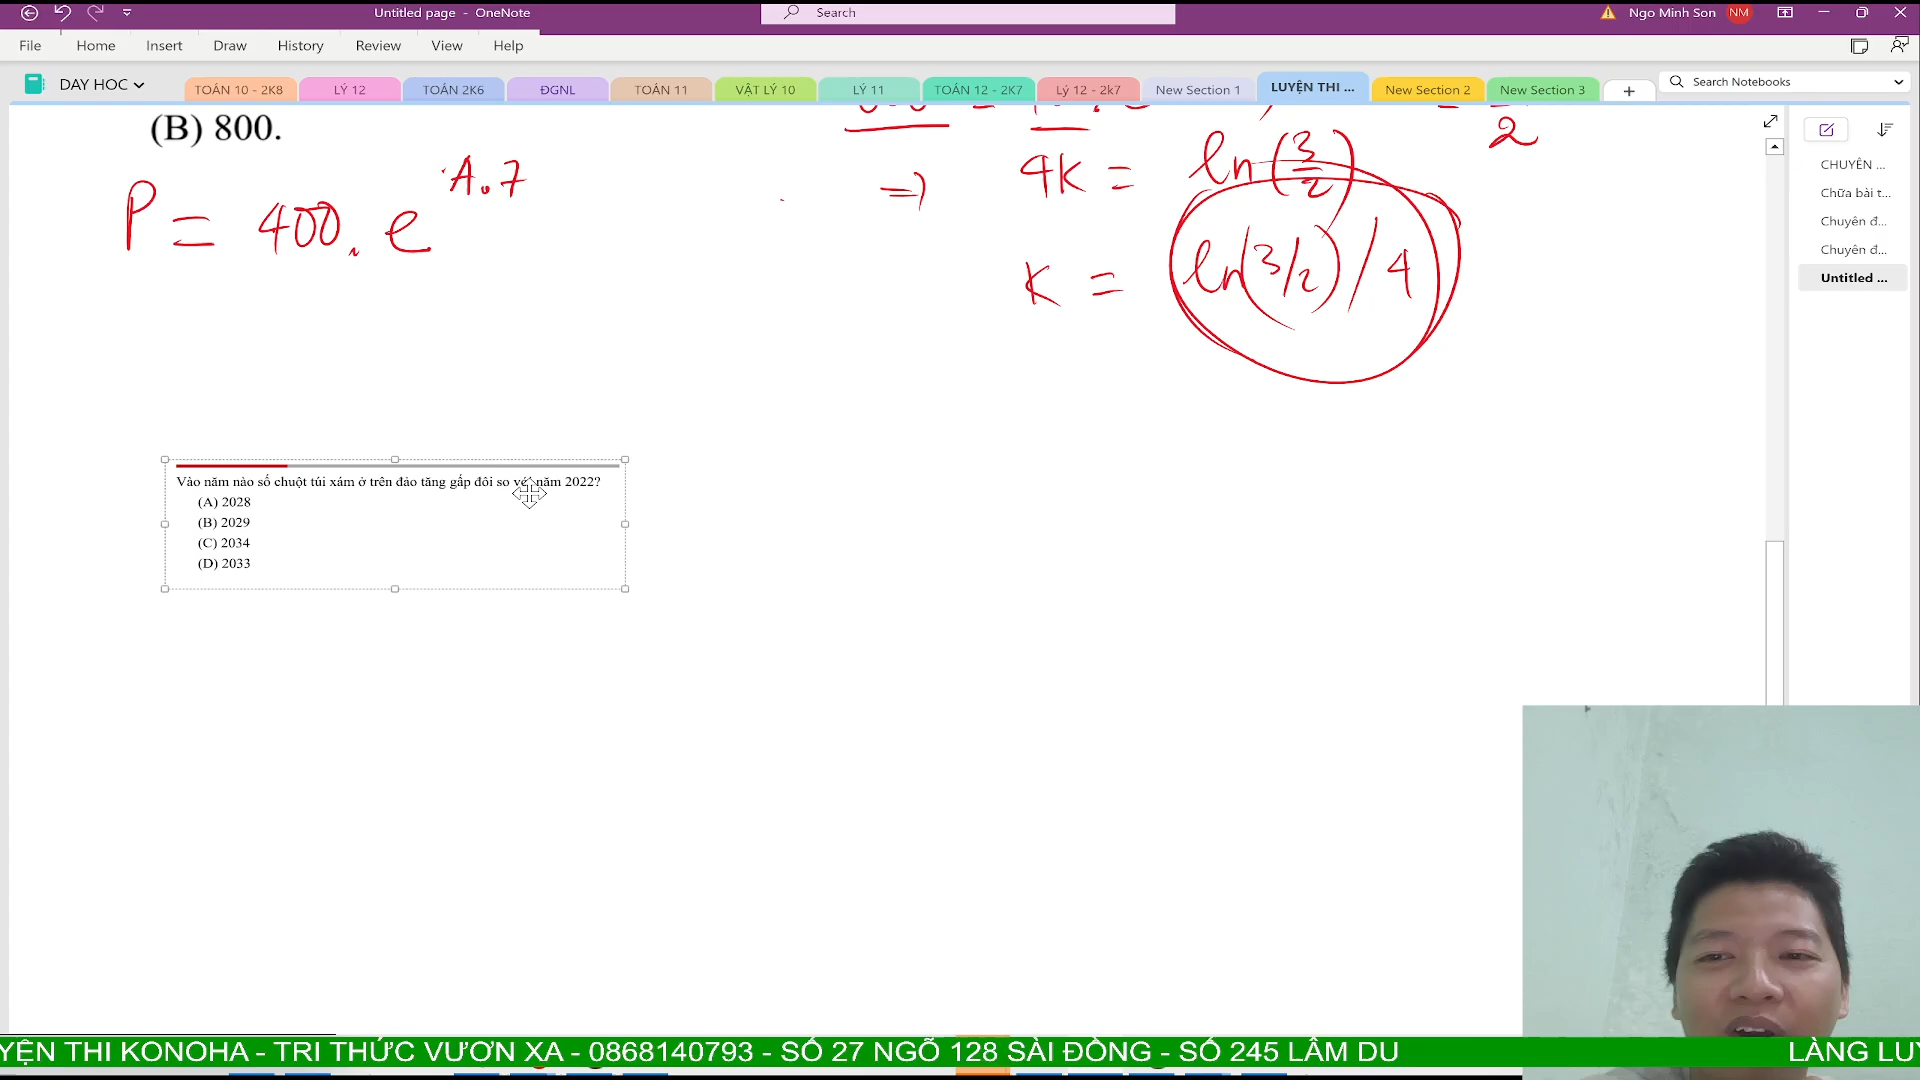 Untitled page - OneNote
Search
Ngo Minh Son
NM
File Home Insert Draw History Review View Help
DAY HOC
TOÁN 10 - 2K8
LÝ 12
TOÁN 2K6
ĐGNL
TOÁN 11
VẬT LÝ 10
LÝ 11
TOÁN 12 - 2K7
Lý 12 - 2k7
New Section 1
LUYỆN THI ...
New Section 2
New Section 3
+
Search Notebooks
CHUYÊN ...
Chữa bài t...
Chuyên đ...
Chuyên đ...
Untitled ...
(B) 800.
2
P = 400. e^A.7
=> 4K = ln(3/2)
K = ln(3/2)/4
Vào năm nào số chuột túi xám ở trên đảo tăng gấp đôi so với năm 2022?
(A) 2028
(B) 2029
(C) 2034
(D) 2033
YỆN THI KONOHA - TRI THỨC VƯƠN XA - 0868140793 - SỐ 27 NGÕ 128 SÀI ĐỒNG - SỐ 245 LÂM DU
LÀNG LUY